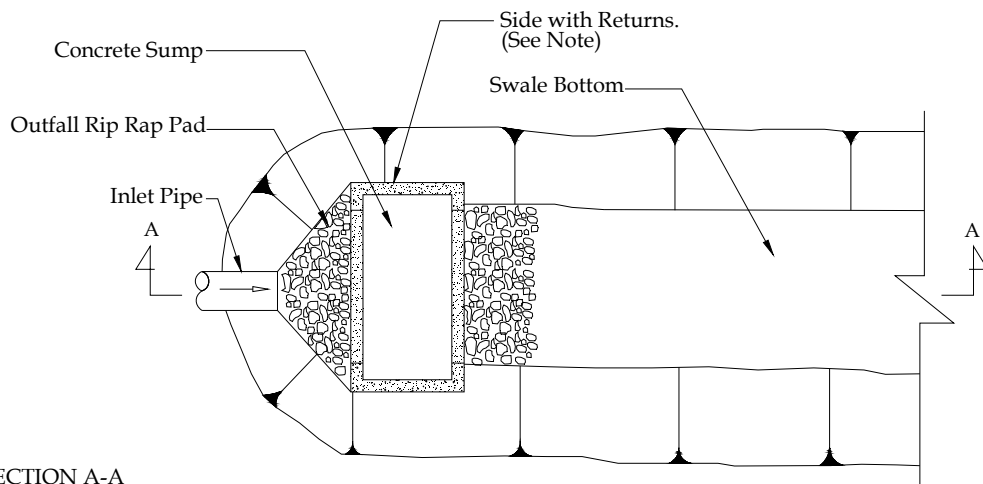 Side with Returns.
(See Note)
Concrete Sump
Swale Bottom
Outfall Rip Rap Pad
Inlet Pipe
A
A
ECTION A-A